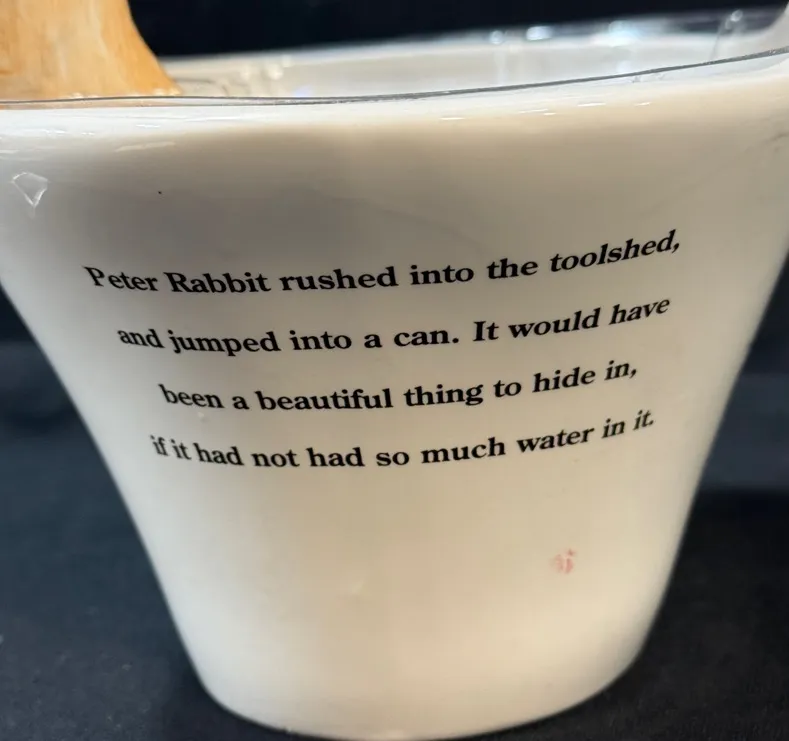 Peter Rabbit rushed into the toolshed,
and jumped into a can. It would have
been a beautiful thing to hide in,
if it had not had so much water in it.